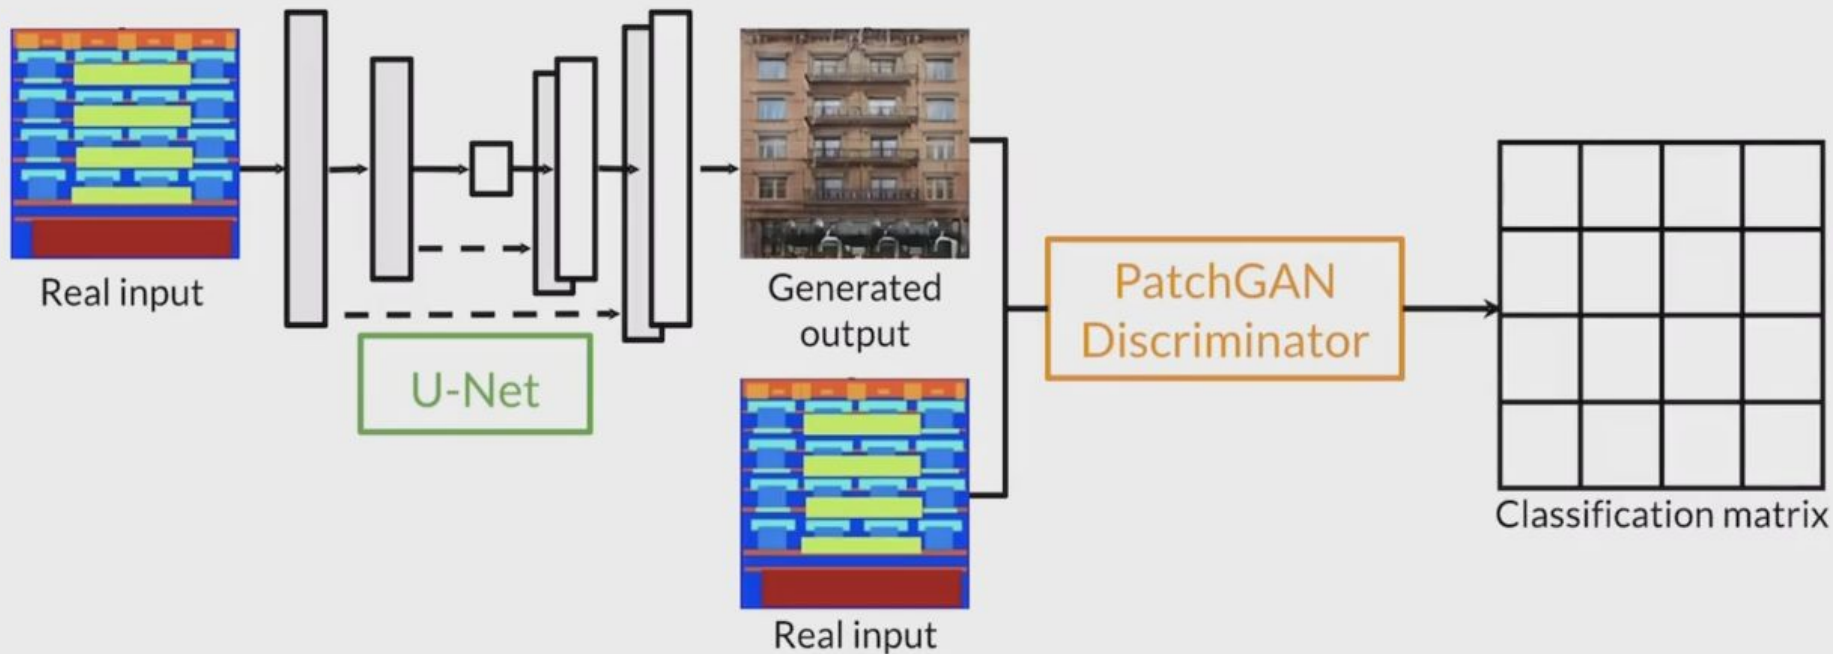 Real input
U-Net
Generated
output
Real input
PatchGAN
Discriminator
Classification matrix